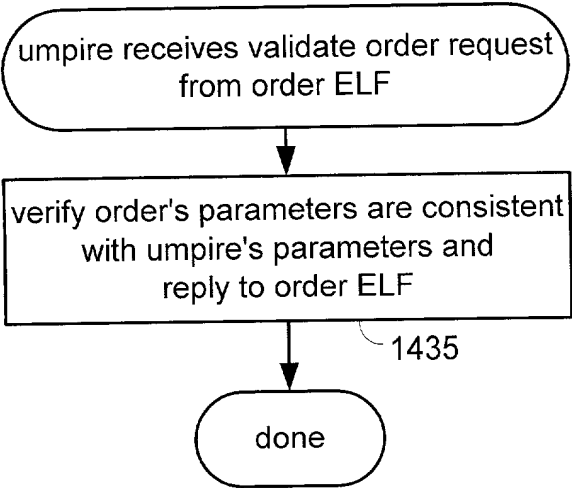 umpire receives validate order request
from order ELF
verify order's parameters are consistent
with umpire's parameters and
reply to order ELF
1435
done